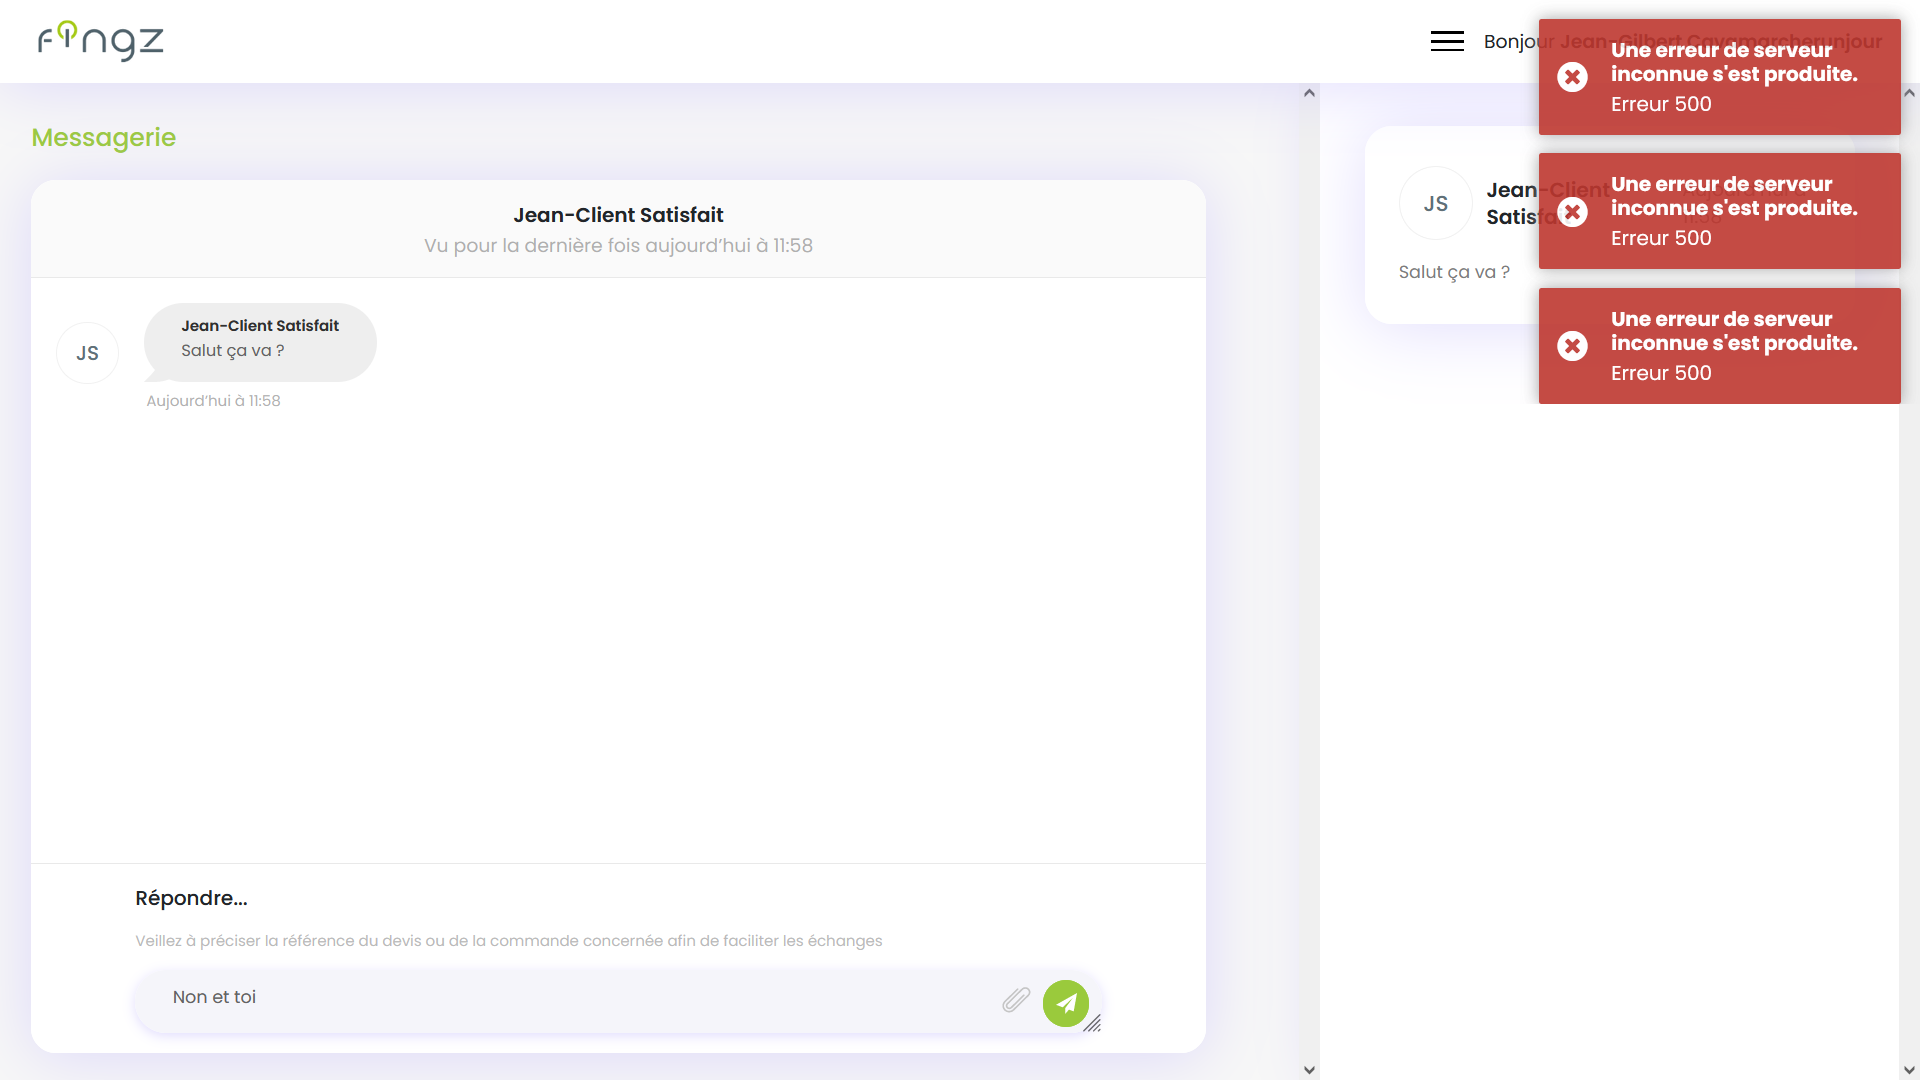 fingz
Bonjour Jean-Gilbert Cavamarcherunjour
Messagerie
Jean-Client Satisfait
Vu pour la dernière fois aujourd’hui à 11:58
JS
Jean-Client Satisfait
Salut ça va ?
Aujourd’hui à 11:58
Répondre...
Veillez à préciser la référence du devis ou de la commande concernée afin de faciliter les échanges
Non et toi
JS
Jean-Client
Satisfait
Salut ça va ?
Une erreur de serveur
inconnue s'est produite.
Erreur 500
Une erreur de serveur
inconnue s'est produite.
Erreur 500
Une erreur de serveur
inconnue s'est produite.
Erreur 500